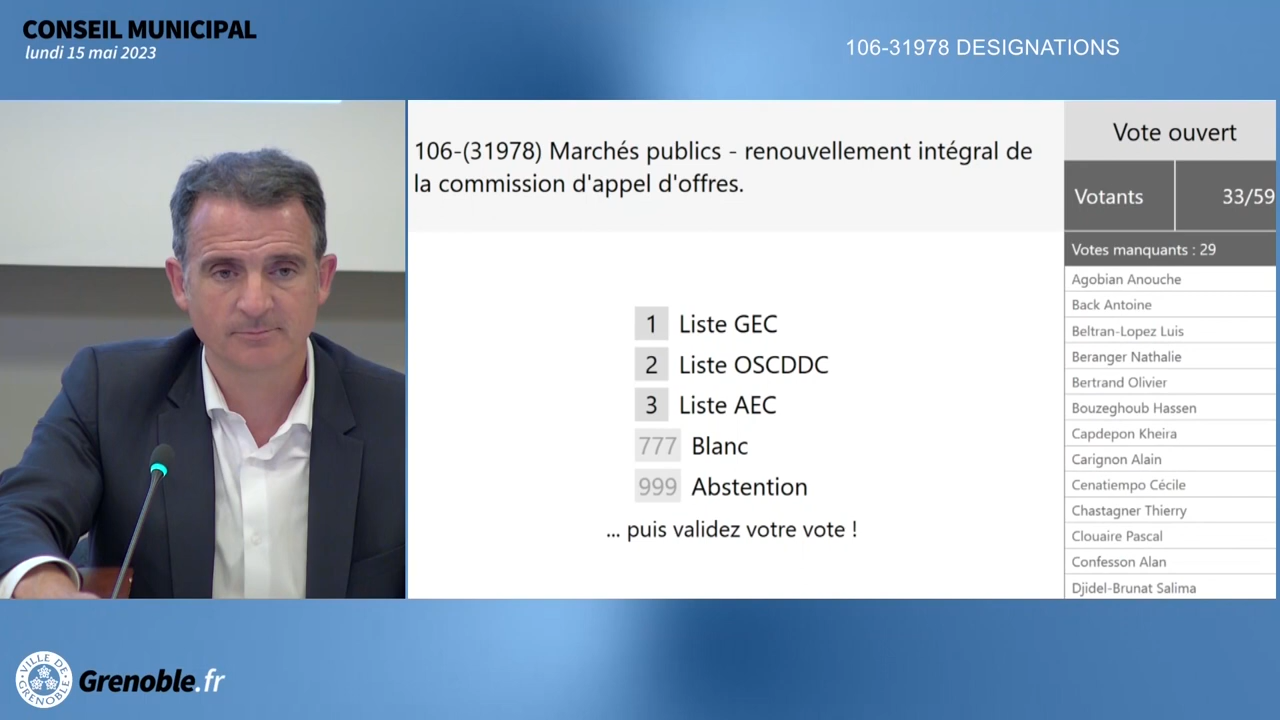 CONSEIL MUNICIPAL
lundi 15 mai 2023
106-31978 DESIGNATIONS
106-(31978) Marchés publics - renouvellement intégral de
la commission d'appel d'offres.
1 Liste GEC
2 Liste OSCDDC
3 Liste AEC
777 Blanc
999 Abstention
... puis validez votre vote !
Vote ouvert
Votants 33/59
Votes manquants : 29
Agobian Anouche
Back Antoine
Beltran-Lopez Luis
Beranger Nathalie
Bertrand Olivier
Bouzeghoub Hassen
Capdepon Kheira
Carignon Alain
Cenatiempo Cécile
Chastagner Thierry
Clouaire Pascal
Confesson Alan
Djidel-Brunat Salima
VILLE DE
GRENOBLE
Grenoble.fr